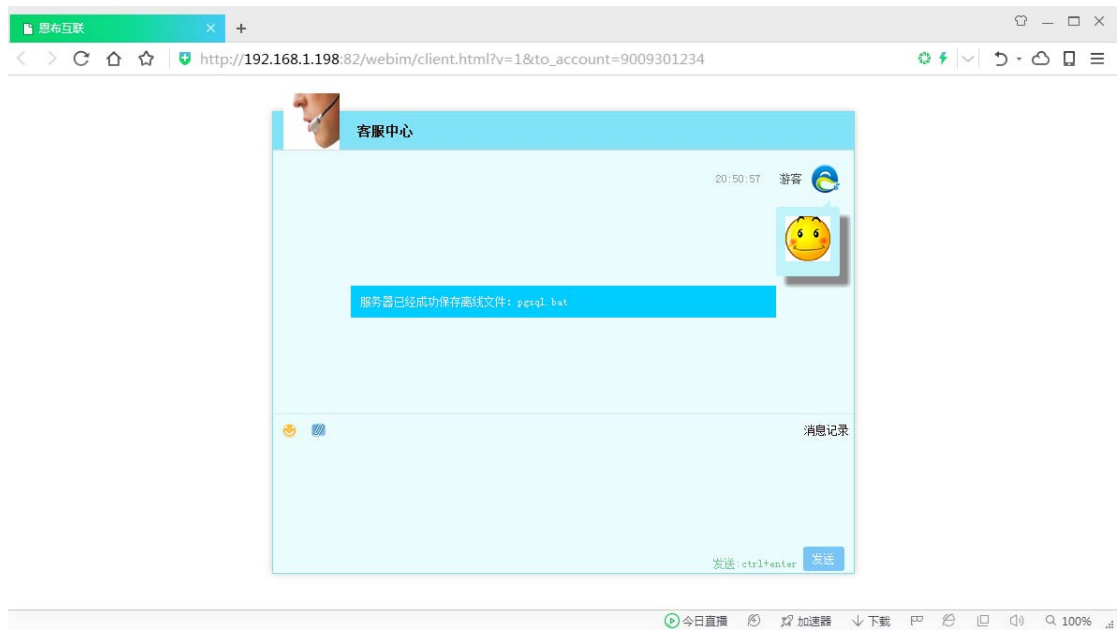 恩布互联
http://192.168.1.198:82/webim/client.html?v=1&to_account=9009301234
客服中心
20:50:57 游客
服务器已经成功保存离线文件：pgsql.bat
消息记录
发送:ctrl+enter 发送
今日直播 加速器 下载 100%